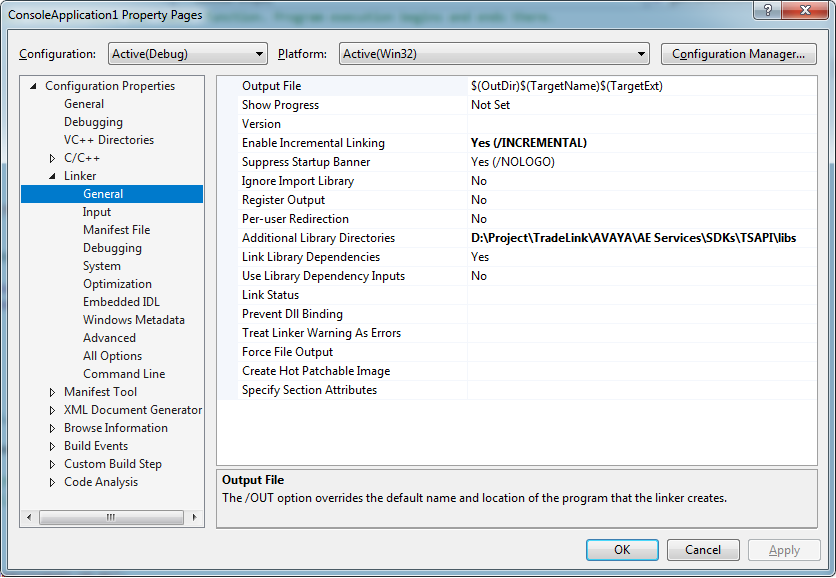 ConsoleApplication1 Property Pages
Configuration: Active(Debug) Platform: Active(Win32) Configuration Manager...
Configuration Properties
General
Debugging
VC++ Directories
C/C++
Linker
General
Input
Manifest File
Debugging
System
Optimization
Embedded IDL
Windows Metadata
Advanced
All Options
Command Line
Manifest Tool
XML Document Generator
Browse Information
Build Events
Custom Build Step
Code Analysis
Output File $(OutDir)$(TargetName)$(TargetExt)
Show Progress Not Set
Version
Enable Incremental Linking Yes (/INCREMENTAL)
Suppress Startup Banner Yes (/NOLOGO)
Ignore Import Library No
Register Output No
Per-user Redirection No
Additional Library Directories D:\Project\TradeLink\AVAYA\AE Services\SDKs\TSAPI\libs
Link Library Dependencies Yes
Use Library Dependency Inputs No
Link Status
Prevent Dll Binding
Treat Linker Warning As Errors
Force File Output
Create Hot Patchable Image
Specify Section Attributes
Output File
The /OUT option overrides the default name and location of the program that the linker creates.
OK Cancel Apply